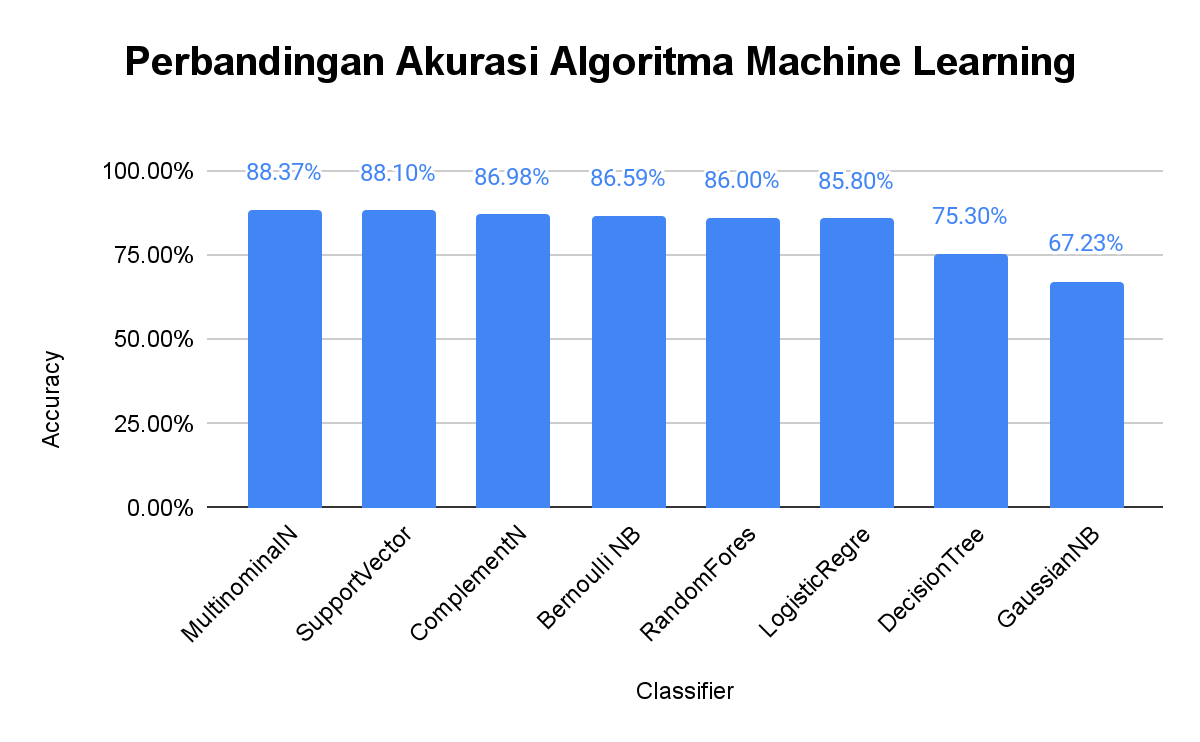 Perbandingan Akurasi Algoritma Machine Learning
100.00%
75.00%
50.00%
25.00%
0.00%
Accuracy
88.37%
88.10%
86.98%
86.59%
86.00%
85.80%
75.30%
67.23%
MultinominalN
SupportVector
ComplementN
Bernoulli NB
RandomFores
LogisticRegre
DecisionTree
GaussianNB
Classifier